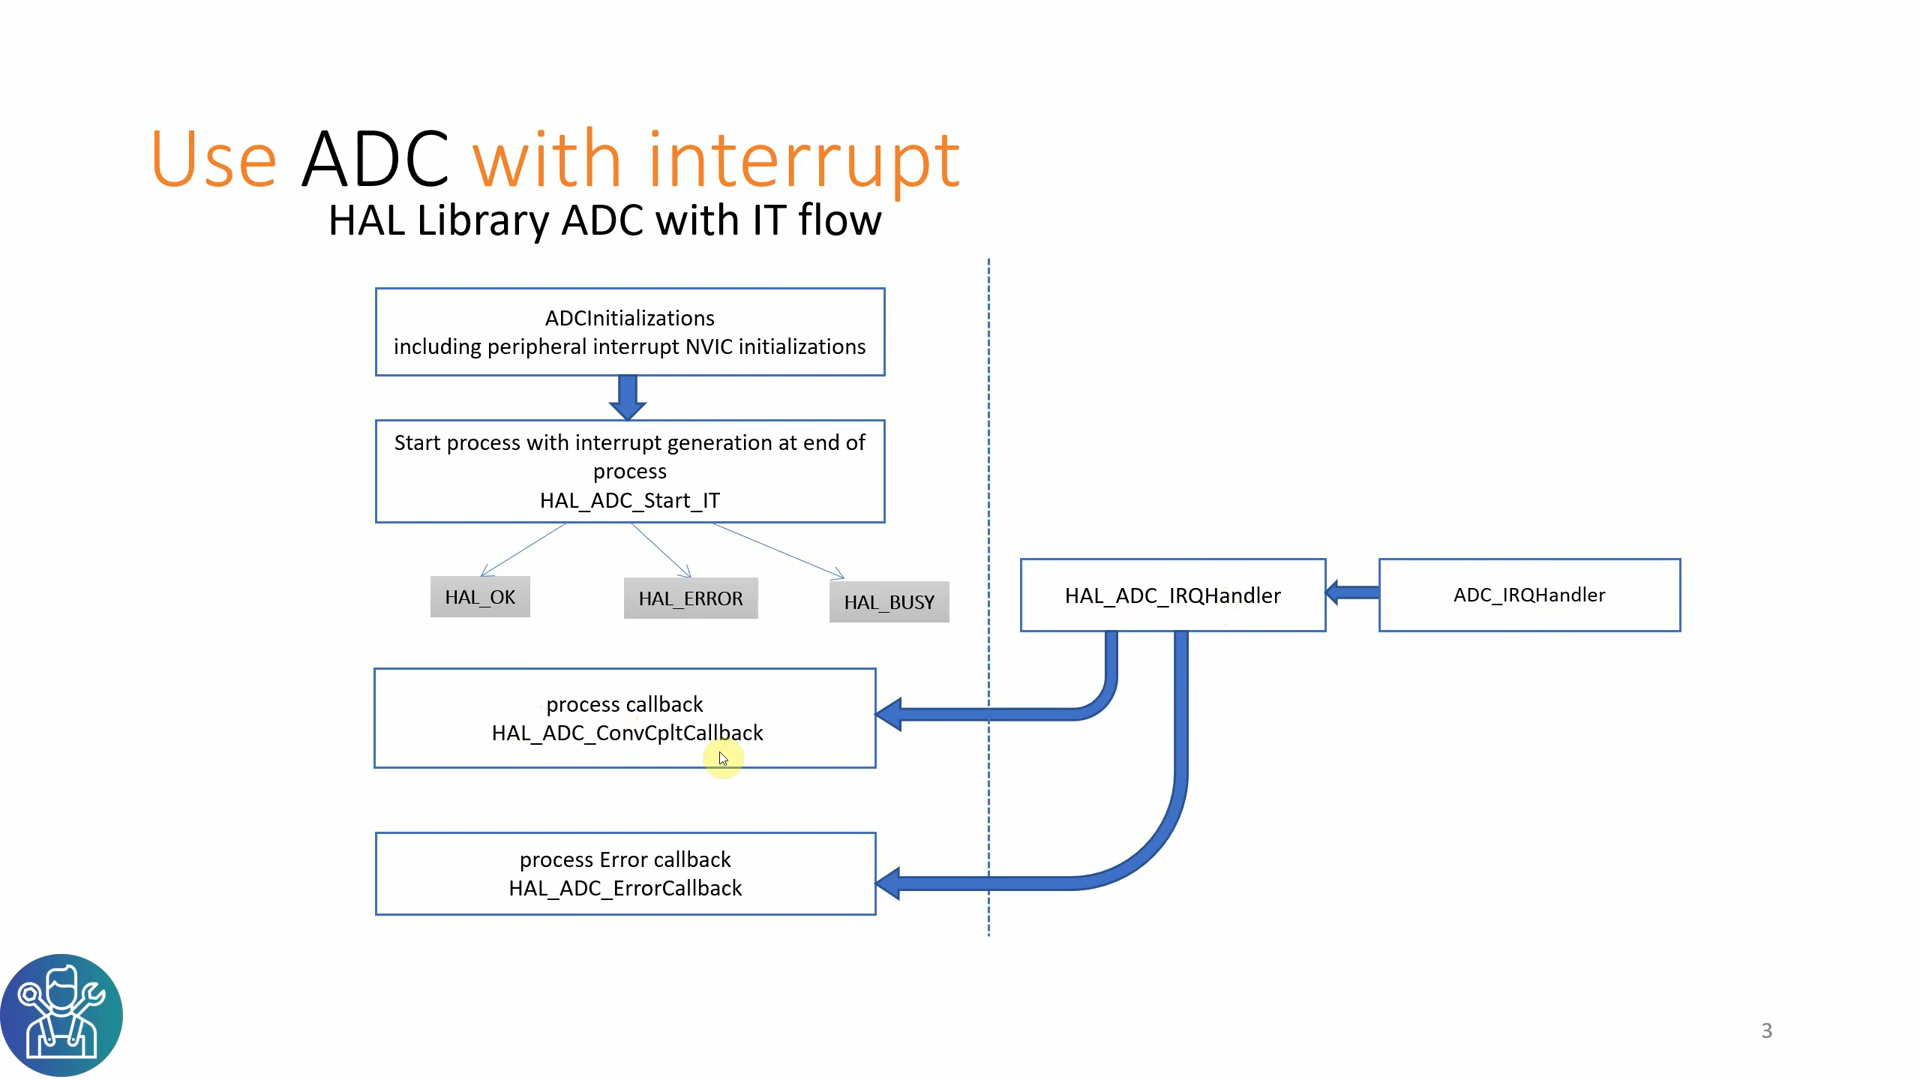 Use ADC with interrupt
HAL Library ADC with IT flow
ADCInitializations
including peripheral interrupt NVIC initializations
Start process with interrupt generation at end of
process
HAL_ADC_Start_IT
HAL_OK
HAL_ERROR
HAL_BUSY
HAL_ADC_IRQHandler
ADC_IRQHandler
process callback
HAL_ADC_ConvCpltCallback
process Error callback
HAL_ADC_ErrorCallback
3